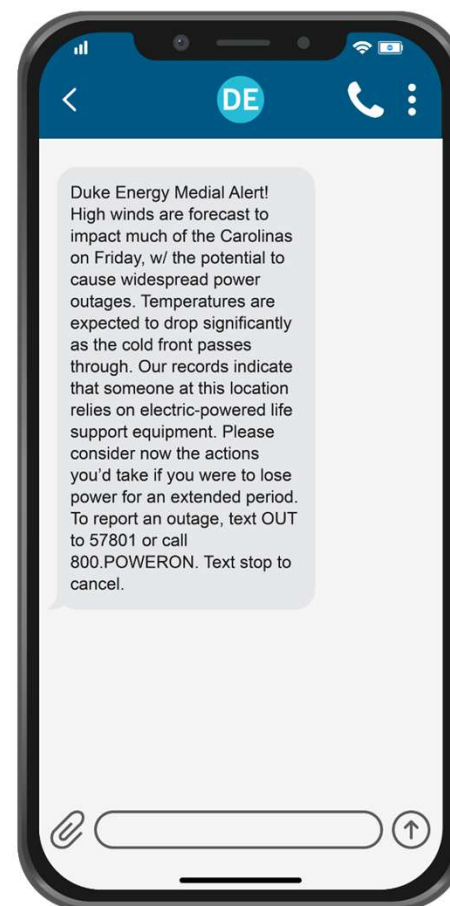 DE
Duke Energy Medial Alert!
High winds are forecast to
impact much of the Carolinas
on Friday, w/ the potential to
cause widespread power
outages. Temperatures are
expected to drop significantly
as the cold front passes
through. Our records indicate
that someone at this location
relies on electric-powered life
support equipment. Please
consider now the actions
you’d take if you were to lose
power for an extended period.
To report an outage, text OUT
to 57801 or call
800.POWERON. Text stop to
cancel.